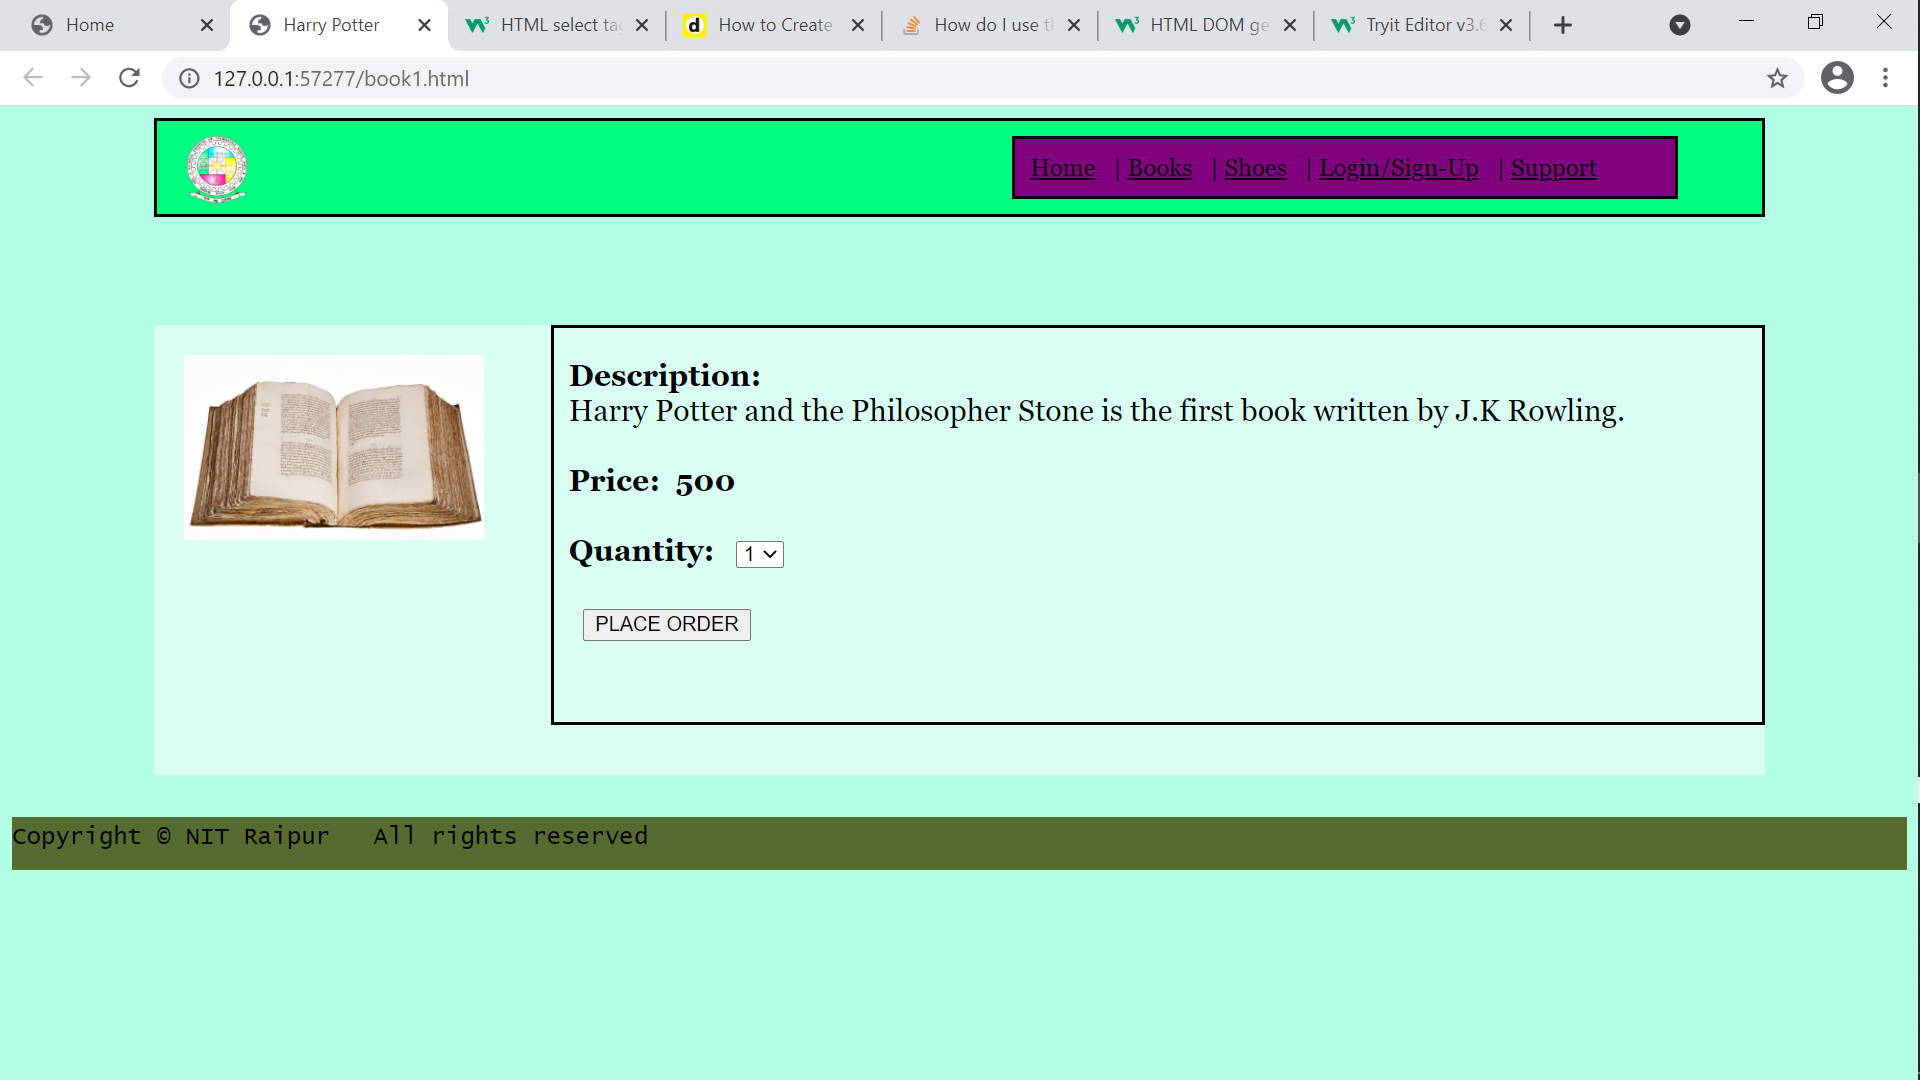 Home
Harry Potter
HTML select ta
How to Create
How do I use t
HTML DOM ge
Tryit Editor v3.6
127.0.0.1:57277/book1.html
Home | Books | Shoes | Login/Sign-Up | Support
Description:
Harry Potter and the Philosopher Stone is the first book written by J.K Rowling.
Price: 500
Quantity: 1
PLACE ORDER
Copyright © NIT Raipur All rights reserved